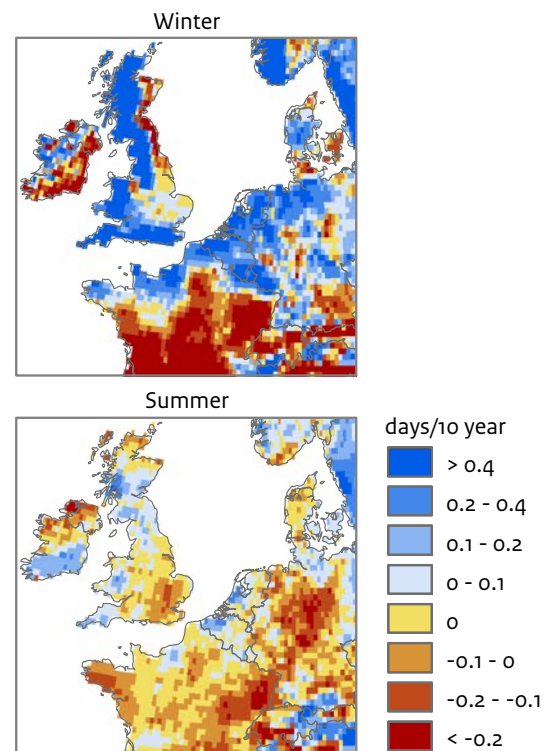 Winter
Summer
days/10 year
> 0.4
0.2 - 0.4
0.1 - 0.2
0 - 0.1
0
-0.1 - 0
-0.2 - -0.1
< -0.2